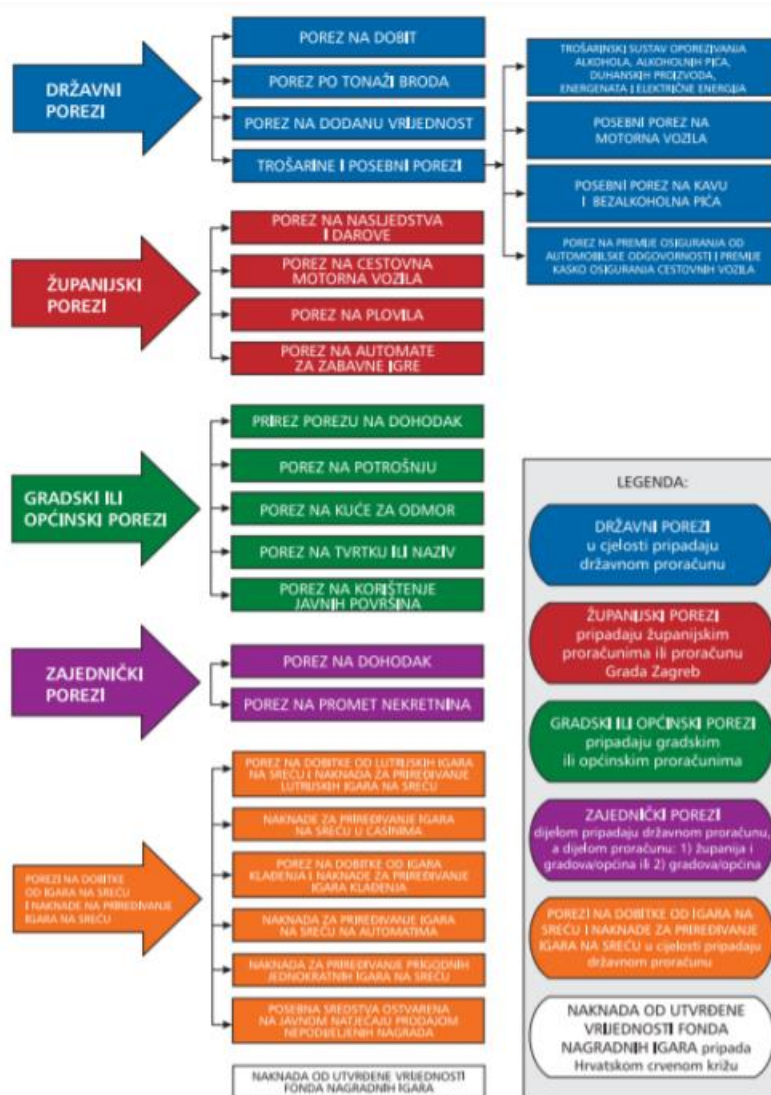 DRŽAVNI
POREZI
POREZ NA DOBIT
POREZ PO TONAŽI BRODA
POREZ NA DODANU VRIJEDNOST
TROŠARINE I POSEBNI POREZI
TROŠARINSKI SUSTAV OPOREZIVANJA
ALKOHOLA, ALKOHOLNIH PIĆA,
DUHANSKIH PROIZVODA,
ENERGENATA I ELEKTRIČNE ENERGIJA
POSEBNI POREZ NA
MOTORNA VOZILA
POSEBNI POREZ NA KAVU
I BEZALKOHOLNA PIĆA
POREZ NA PREMIJE OSIGURANJA OD
AUTOMOBILSKE ODGOVORNOSTI I PREMIJE
KASKO OSIGURANJA CESTOVNIH VOZILA
ŽUPANIJSKI
POREZI
POREZ NA NASLJEDSTVA
I DAROVE
POREZ NA CESTOVNA
MOTORNA VOZILA
POREZ NA PLOVILA
POREZ NA AUTOMATE
ZA ZABAVNE IGRE
GRADSKI ILI
OPĆINSKI POREZI
PRIREZ POREZU NA DOHODAK
POREZ NA POTROŠNJU
POREZ NA KUĆE ZA ODMOR
POREZ NA TVRTKU ILI NAZIV
POREZ NA KORIŠTENJE
JAVNIH POVRŠINA
ZAJEDNIČKI
POREZI
POREZ NA DOHODAK
POREZ NA PROMET NEKRETNINA
POREZI NA DOBITKE
OD IGARA NA SREĆU
I NAKNADE NA PRIREĐIVANJE
IGARA NA SREĆU
POREZ NA DOBITKE OD LUTRIJSKIH IGARA
NA SREĆU I NAKNADA ZA PRIREĐIVANJE
LUTRIJSKIH IGARA NA SREĆU
NAKNADE ZA PRIREĐIVANJE IGARA
NA SREĆU U CASINIMA
POREZ NA DOBITKE OD IGARA
KLAĐENJA I NAKNADE ZA PRIREĐIVANJE
IGARA KLAĐENJA
NAKNADA ZA PRIREĐIVANJE IGARA
NA SREĆU NA AUTOMATIMA
NAKNADA ZA PRIREĐIVANJE PRIGODNIH
JEDNOKRATNIH IGARA NA SREĆU
POSEBNA SREDSTVA OSTVARENA
NA JAVNOM NATJEČAJU PRODAJOM
NEPODIJELJENIH NAGRADA
NAKNADA OD UTVRĐENE VRIJEDNOSTI
FONDA NAGRADNIH IGARA
LEGENDA:
DRŽAVNI POREZI
u cjelosti pripadaju
državnom proračunu
ŽUPANIJSKI POREZI
pripadaju županijskim
proračunima ili proračunu
Grada Zagreb
GRADSKI ILI OPĆINSKI POREZI
pripadaju gradskim
ili općinskim proračunima
ZAJEDNIČKI POREZI
dijelom pripadaju državnom proračunu,
a dijelom proračunu: 1) županija i
gradova/općina ili 2) gradova/općina
POREZI NA DOBITKE OD IGARA NA
SREĆU I NAKNADE ZA PRIREĐIVANJE
IGARA NA SREĆU u cijelosti pripadaju
državnom proračunu
NAKNADA OD UTVRĐENE
VRIJEDNOSTI FONDA
NAGRADNIH IGARA pripada
Hrvatskom crvenom križu